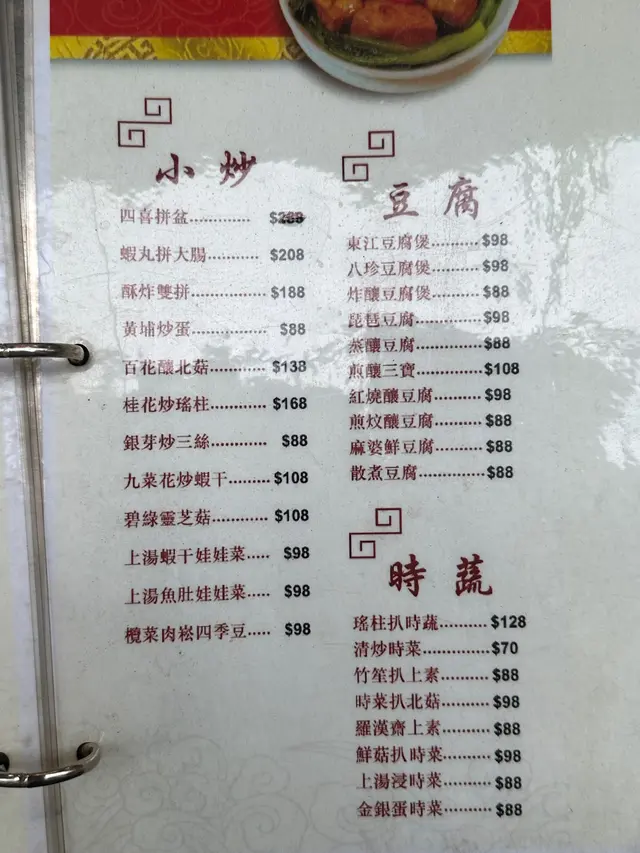 小炒
四喜拼盆............. $288
蝦丸拼大腸........... $208
酥炸雙拼............... $188
黃埔炒蛋............... $88
百花釀北菇........... $138
桂花炒瑤柱........... $168
銀芽炒三絲........... $88
九菜花炒蝦干........ $108
碧綠靈芝菇........... $108
上湯蝦干娃娃菜..... $98
上湯魚肚娃娃菜..... $98
欖菜肉崧四季豆..... $98
豆腐
東江豆腐煲.......... $98
八珍豆腐煲.......... $98
炸釀豆腐煲.......... $88
琵琶豆腐.............. $98
蒸釀豆腐.............. $88
煎釀三寶.............. $108
紅燒釀豆腐.......... $98
煎炆釀豆腐.......... $88
麻婆鮮豆腐.......... $88
散煮豆腐.............. $88
時蔬
瑤柱扒時蔬.......... $128
清炒時菜.............. $70
竹笙扒上素.......... $88
時菜扒北菇.......... $98
羅漢齋上素.......... $88
鮮菇扒時菜.......... $98
上湯浸時菜.......... $88
金銀蛋時菜.......... $88